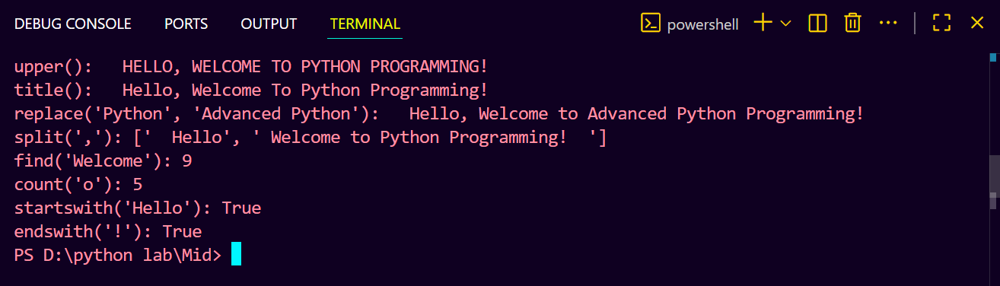 DEBUG CONSOLE PORTS OUTPUT TERMINAL powershell
upper():   HELLO, WELCOME TO PYTHON PROGRAMMING!
title():   Hello, Welcome To Python Programming!
replace('Python', 'Advanced Python'):   Hello, Welcome to Advanced Python Programming!
split(','): ['  Hello', ' Welcome to Python Programming!  ']
find('Welcome'): 9
count('o'): 5
startswith('Hello'): True
endswith('!'): True
PS D:\python lab\Mid>